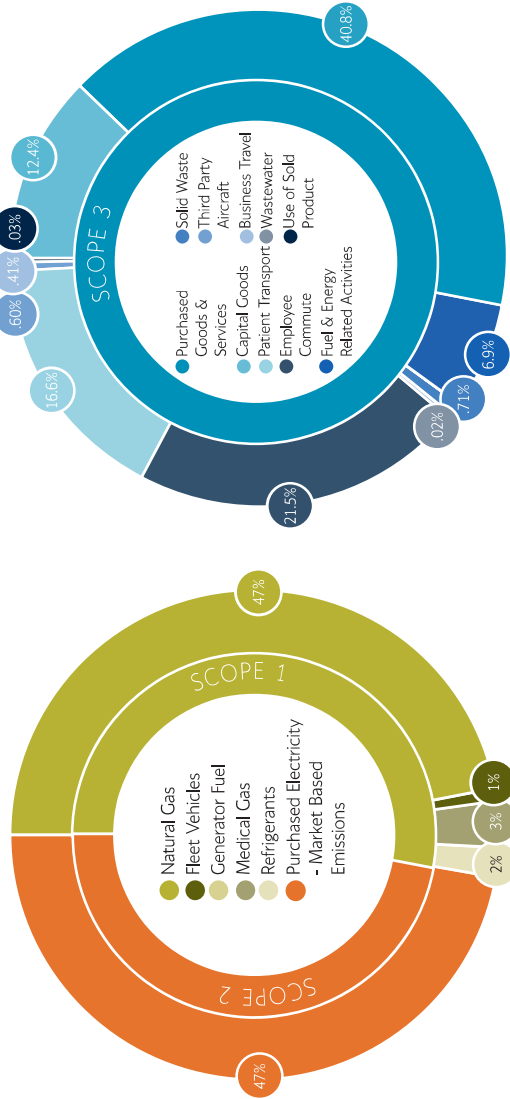 SCOPE 1
SCOPE 2
47%
1%
3%
2%
47%
Natural Gas
Fleet Vehicles
Generator Fuel
Medical Gas
Refrigerants
Purchased Electricity
- Market Based
Emissions
SCOPE 3
40.8%
6.9%
.71%
.02%
21.5%
16.6%
.60%
.41%
.03%
12.4%
Purchased
Goods &
Services
Capital Goods
Patient Transport
Employee
Commute
Fuel & Energy
Related Activities
Solid Waste
Third Party
Aircraft
Business Travel
Wastewater
Use of Sold
Product